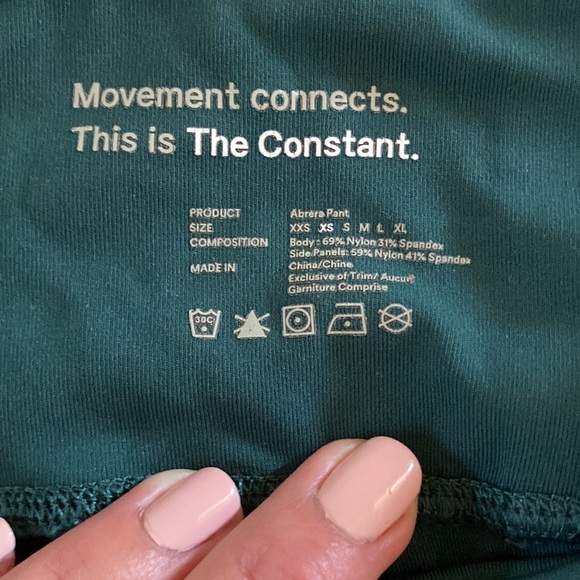 Movement connects.
This is The Constant.
PRODUCT Abrera Pant
SIZE XXS XS S M L XL
COMPOSITION Body : 69% Nylon 31% Spandex
Side Panels: 59% Nylon 41% Spandex
MADE IN China/Chine
Exclusive of Trim/ Aucun
Garniture Comprise
30C